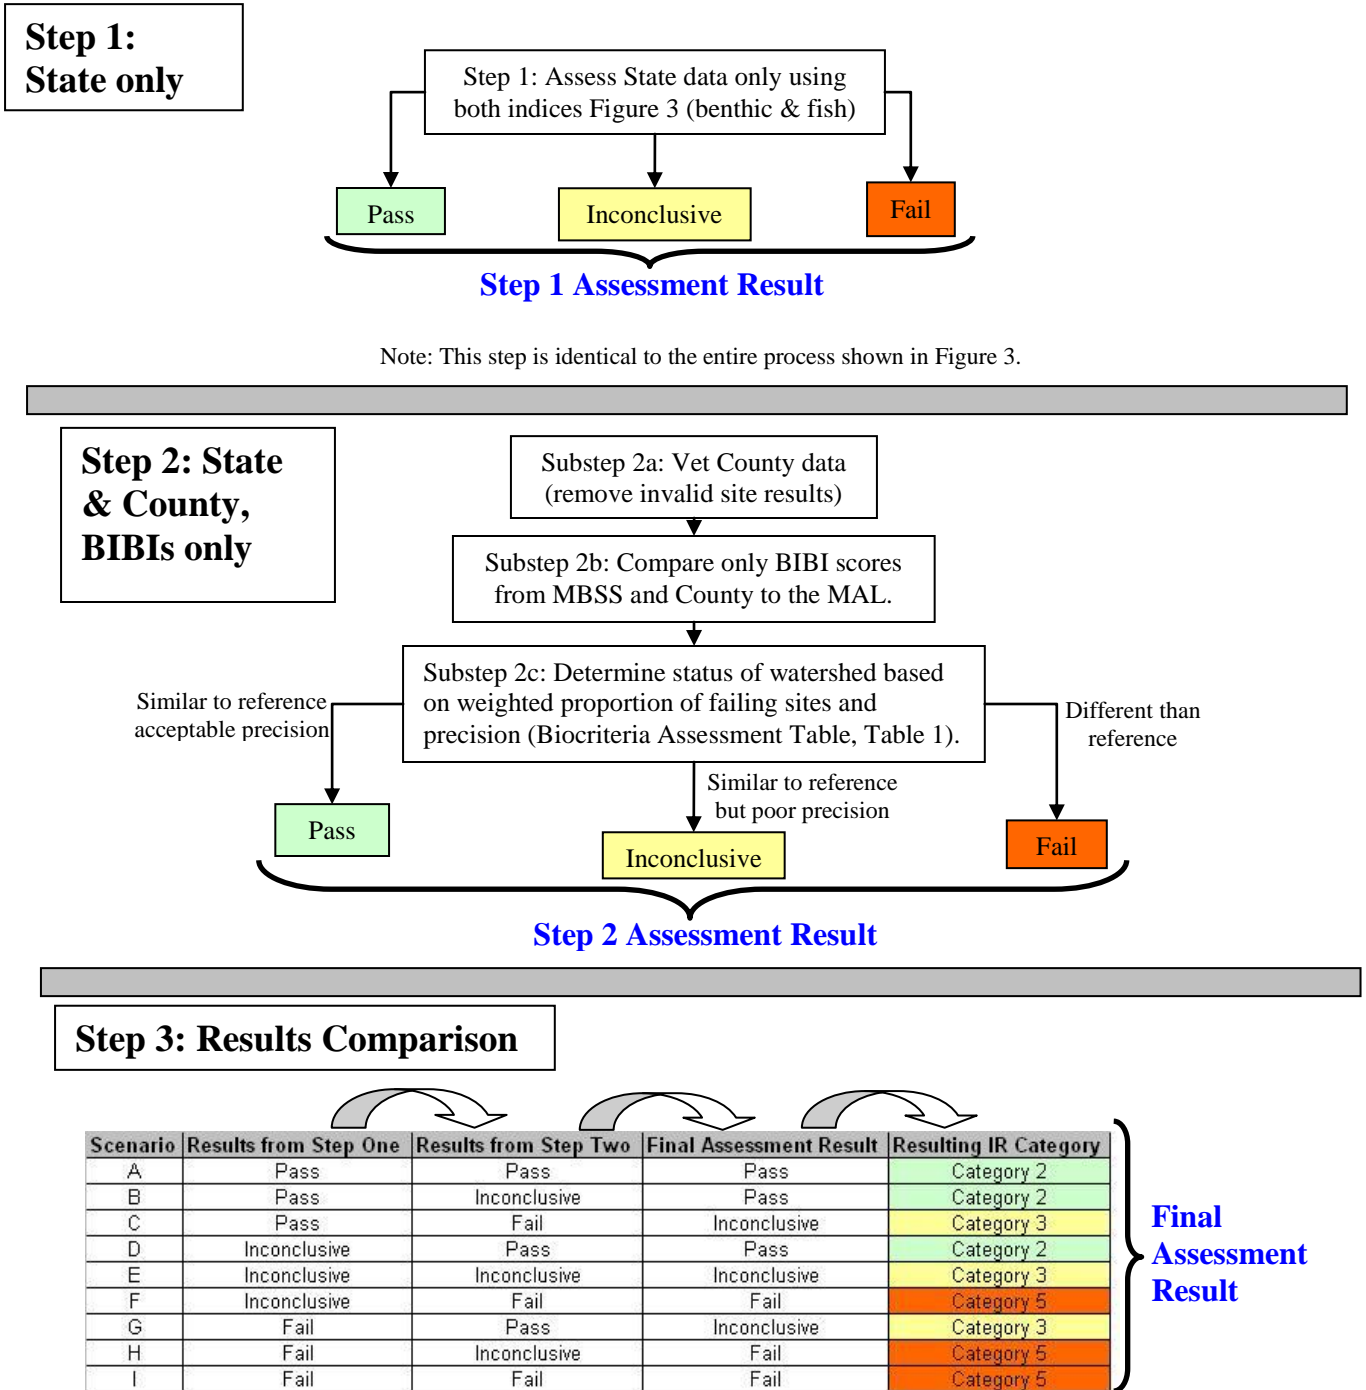 Step 1:
State only
Step 1: Assess State data only using
both indices Figure 3 (benthic & fish)
Pass
Inconclusive
Fail
Step 1 Assessment Result
Note: This step is identical to the entire process shown in Figure 3.
Step 2: State
& County,
BIBIs only
Substep 2a: Vet County data
(remove invalid site results)
Substep 2b: Compare only BIBI scores
from MBSS and County to the MAL.
Substep 2c: Determine status of watershed based
on weighted proportion of failing sites and
precision (Biocriteria Assessment Table, Table 1).
Similar to reference
acceptable precision
Different than
reference
Similar to reference
but poor precision
Pass
Inconclusive
Fail
Step 2 Assessment Result
Step 3: Results Comparison
Scenario Results from Step One Results from Step Two Final Assessment Result Resulting IR Category
A Pass Pass Pass Category 2
B Pass Inconclusive Pass Category 2
C Pass Fail Inconclusive Category 3
D Inconclusive Pass Pass Category 2
E Inconclusive Inconclusive Inconclusive Category 3
F Inconclusive Fail Fail Category 5
G Fail Pass Inconclusive Category 3
H Fail Inconclusive Fail Category 5
I Fail Fail Fail Category 5
Final
Assessment
Result